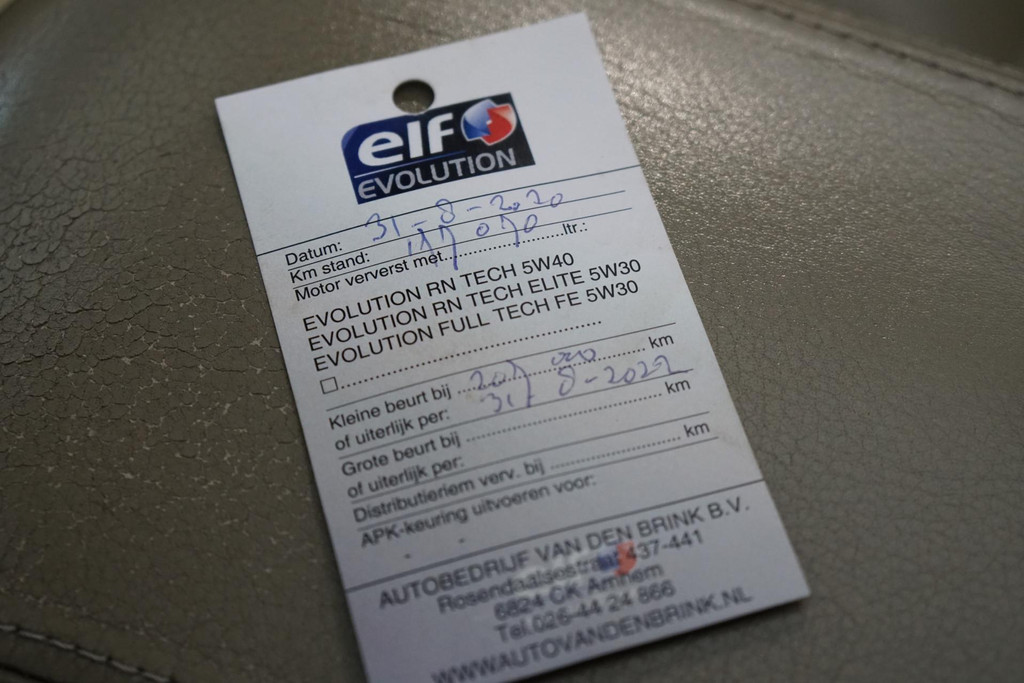 elf
EVOLUTION
Datum: 31-8-2020
Km stand:
Motor ververst met....................ltr.:
EVOLUTION RN TECH 5W40
EVOLUTION RN TECH ELITE 5W30
EVOLUTION FULL TECH FE 5W30
☐........................................
Kleine beurt bij .................... km
of uiterlijk per: 31-8-2022
Grote beurt bij .................... km
of uiterlijk per:
Distributieriem verv. bij .................... km
APK-keuring uitvoeren voor:
AUTOBEDRIJF VAN DEN BRINK B.V.
Rosendaalsestraat 437-441
6824 CK Arnhem
Tel.026-44 24 866
WWW.AUTOVANDENBRINK.NL